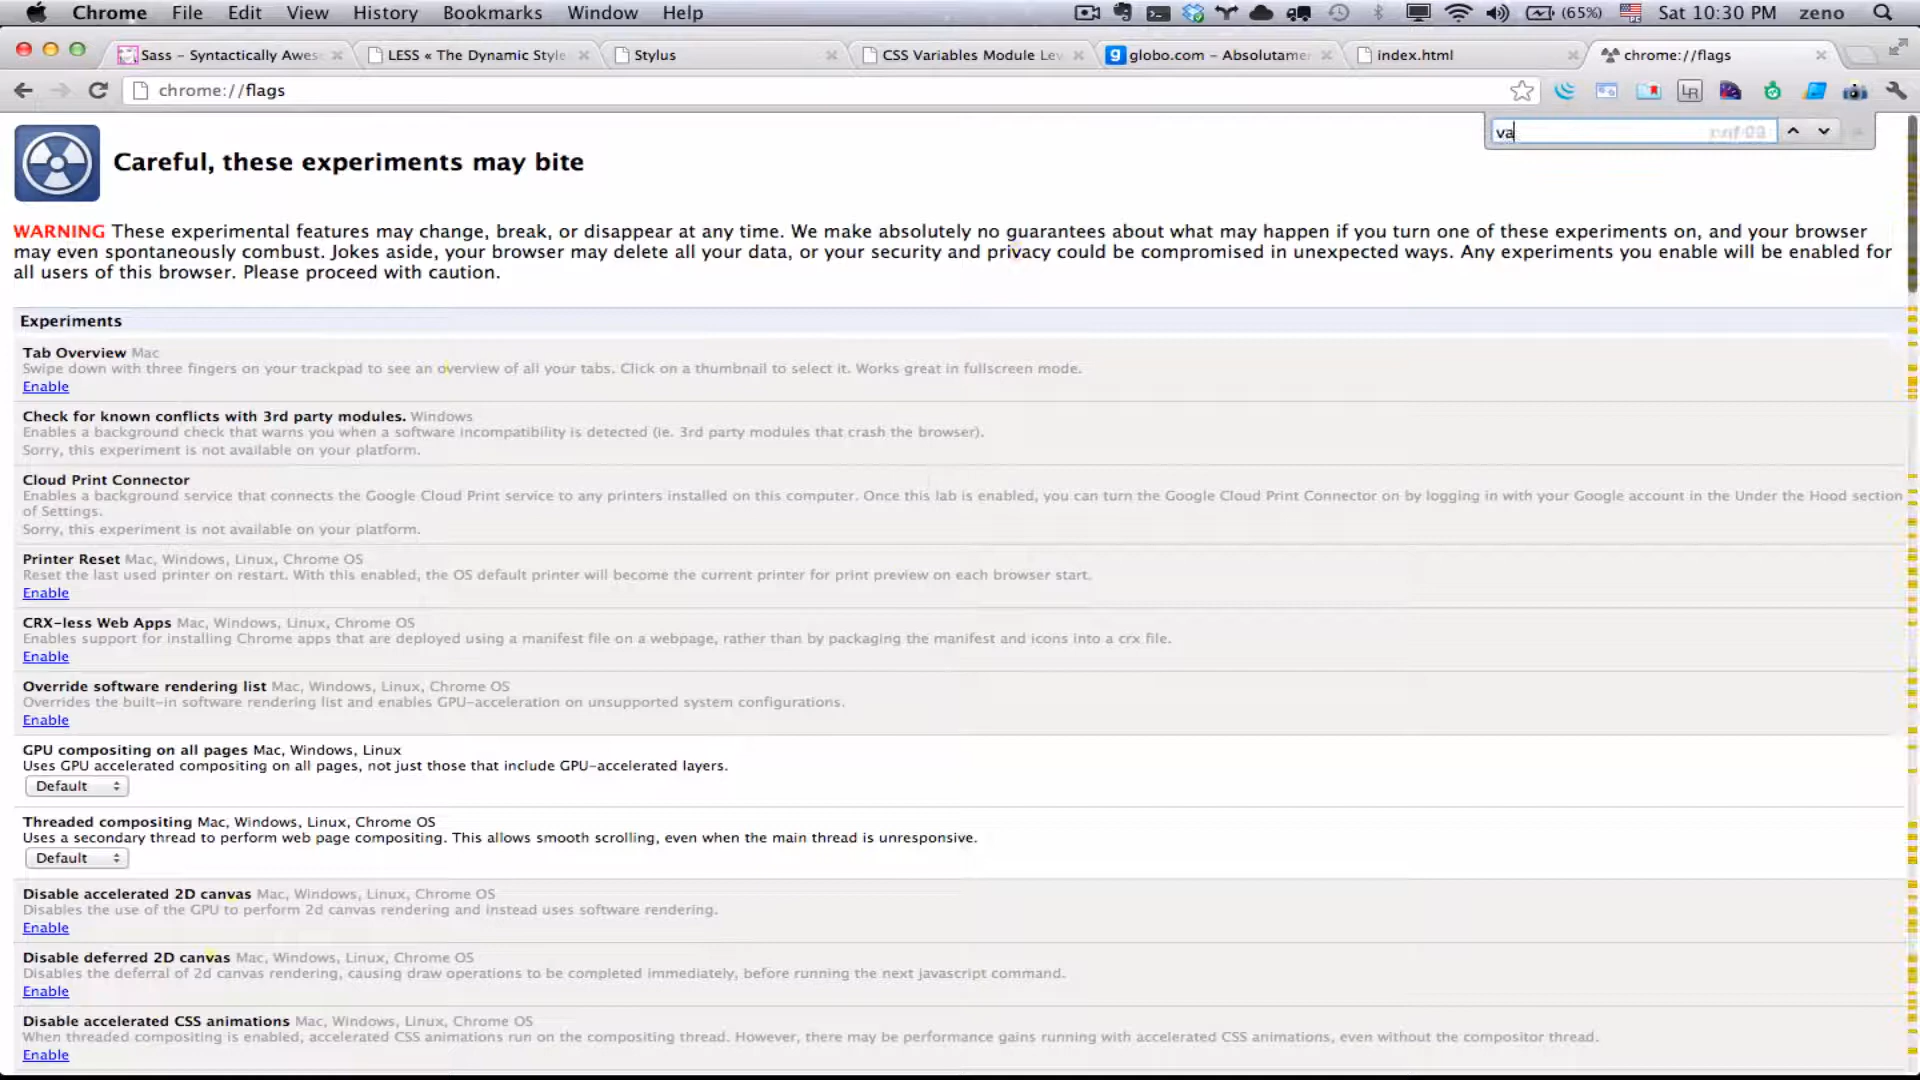 Chrome File Edit View History Bookmarks Window Help (65%) Sat 10:30 PM zeno
Sass – Syntactically Awes LESS « The Dynamic Style Stylus CSS Variables Module Lev globo.com – Absolutame index.html chrome://flags
chrome://flags LR
va
Careful, these experiments may bite
WARNING These experimental features may change, break, or disappear at any time. We make absolutely no guarantees about what may happen if you turn one of these experiments on, and your browser
may even spontaneously combust. Jokes aside, your browser may delete all your data, or your security and privacy could be compromised in unexpected ways. Any experiments you enable will be enabled for
all users of this browser. Please proceed with caution.
Experiments
Tab Overview Mac
Swipe down with three fingers on your trackpad to see an overview of all your tabs. Click on a thumbnail to select it. Works great in fullscreen mode.
Enable
Check for known conflicts with 3rd party modules. Windows
Enables a background check that warns you when a software incompatibility is detected (ie. 3rd party modules that crash the browser).
Sorry, this experiment is not available on your platform.
Cloud Print Connector
Enables a background service that connects the Google Cloud Print service to any printers installed on this computer. Once this lab is enabled, you can turn the Google Cloud Print Connector on by logging in with your Google account in the Under the Hood section
of Settings.
Sorry, this experiment is not available on your platform.
Printer Reset Mac, Windows, Linux, Chrome OS
Reset the last used printer on restart. With this enabled, the OS default printer will become the current printer for print preview on each browser start.
Enable
CRX-less Web Apps Mac, Windows, Linux, Chrome OS
Enables support for installing Chrome apps that are deployed using a manifest file on a webpage, rather than by packaging the manifest and icons into a crx file.
Enable
Override software rendering list Mac, Windows, Linux, Chrome OS
Overrides the built-in software rendering list and enables GPU-acceleration on unsupported system configurations.
Enable
GPU compositing on all pages Mac, Windows, Linux
Uses GPU accelerated compositing on all pages, not just those that include GPU-accelerated layers.
Default
Threaded compositing Mac, Windows, Linux, Chrome OS
Uses a secondary thread to perform web page compositing. This allows smooth scrolling, even when the main thread is unresponsive.
Default
Disable accelerated 2D canvas Mac, Windows, Linux, Chrome OS
Disables the use of the GPU to perform 2d canvas rendering and instead uses software rendering.
Enable
Disable deferred 2D canvas Mac, Windows, Linux, Chrome OS
Disables the deferral of 2d canvas rendering, causing draw operations to be completed immediately, before running the next javascript command.
Enable
Disable accelerated CSS animations Mac, Windows, Linux, Chrome OS
When threaded compositing is enabled, accelerated CSS animations run on the compositing thread. However, there may be performance gains running with accelerated CSS animations, even without the compositor thread.
Enable